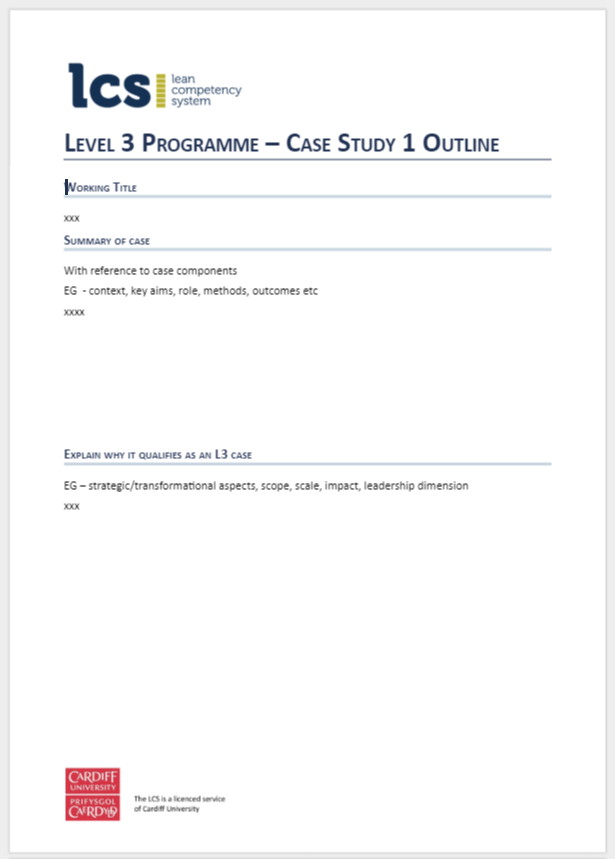 lcs lean
competency
system
Level 3 Programme – Case Study 1 Outline
Working Title
xxx
Summary of case
With reference to case components
EG - context, key aims, role, methods, outcomes etc
xxxx
Explain why it qualifies as an L3 case
EG – strategic/transformational aspects, scope, scale, impact, leadership dimension
xxx
CARDIFF
UNIVERSITY
PRIFYSGOL
CAERDYDD
The LCS is a licenced service
of Cardiff University